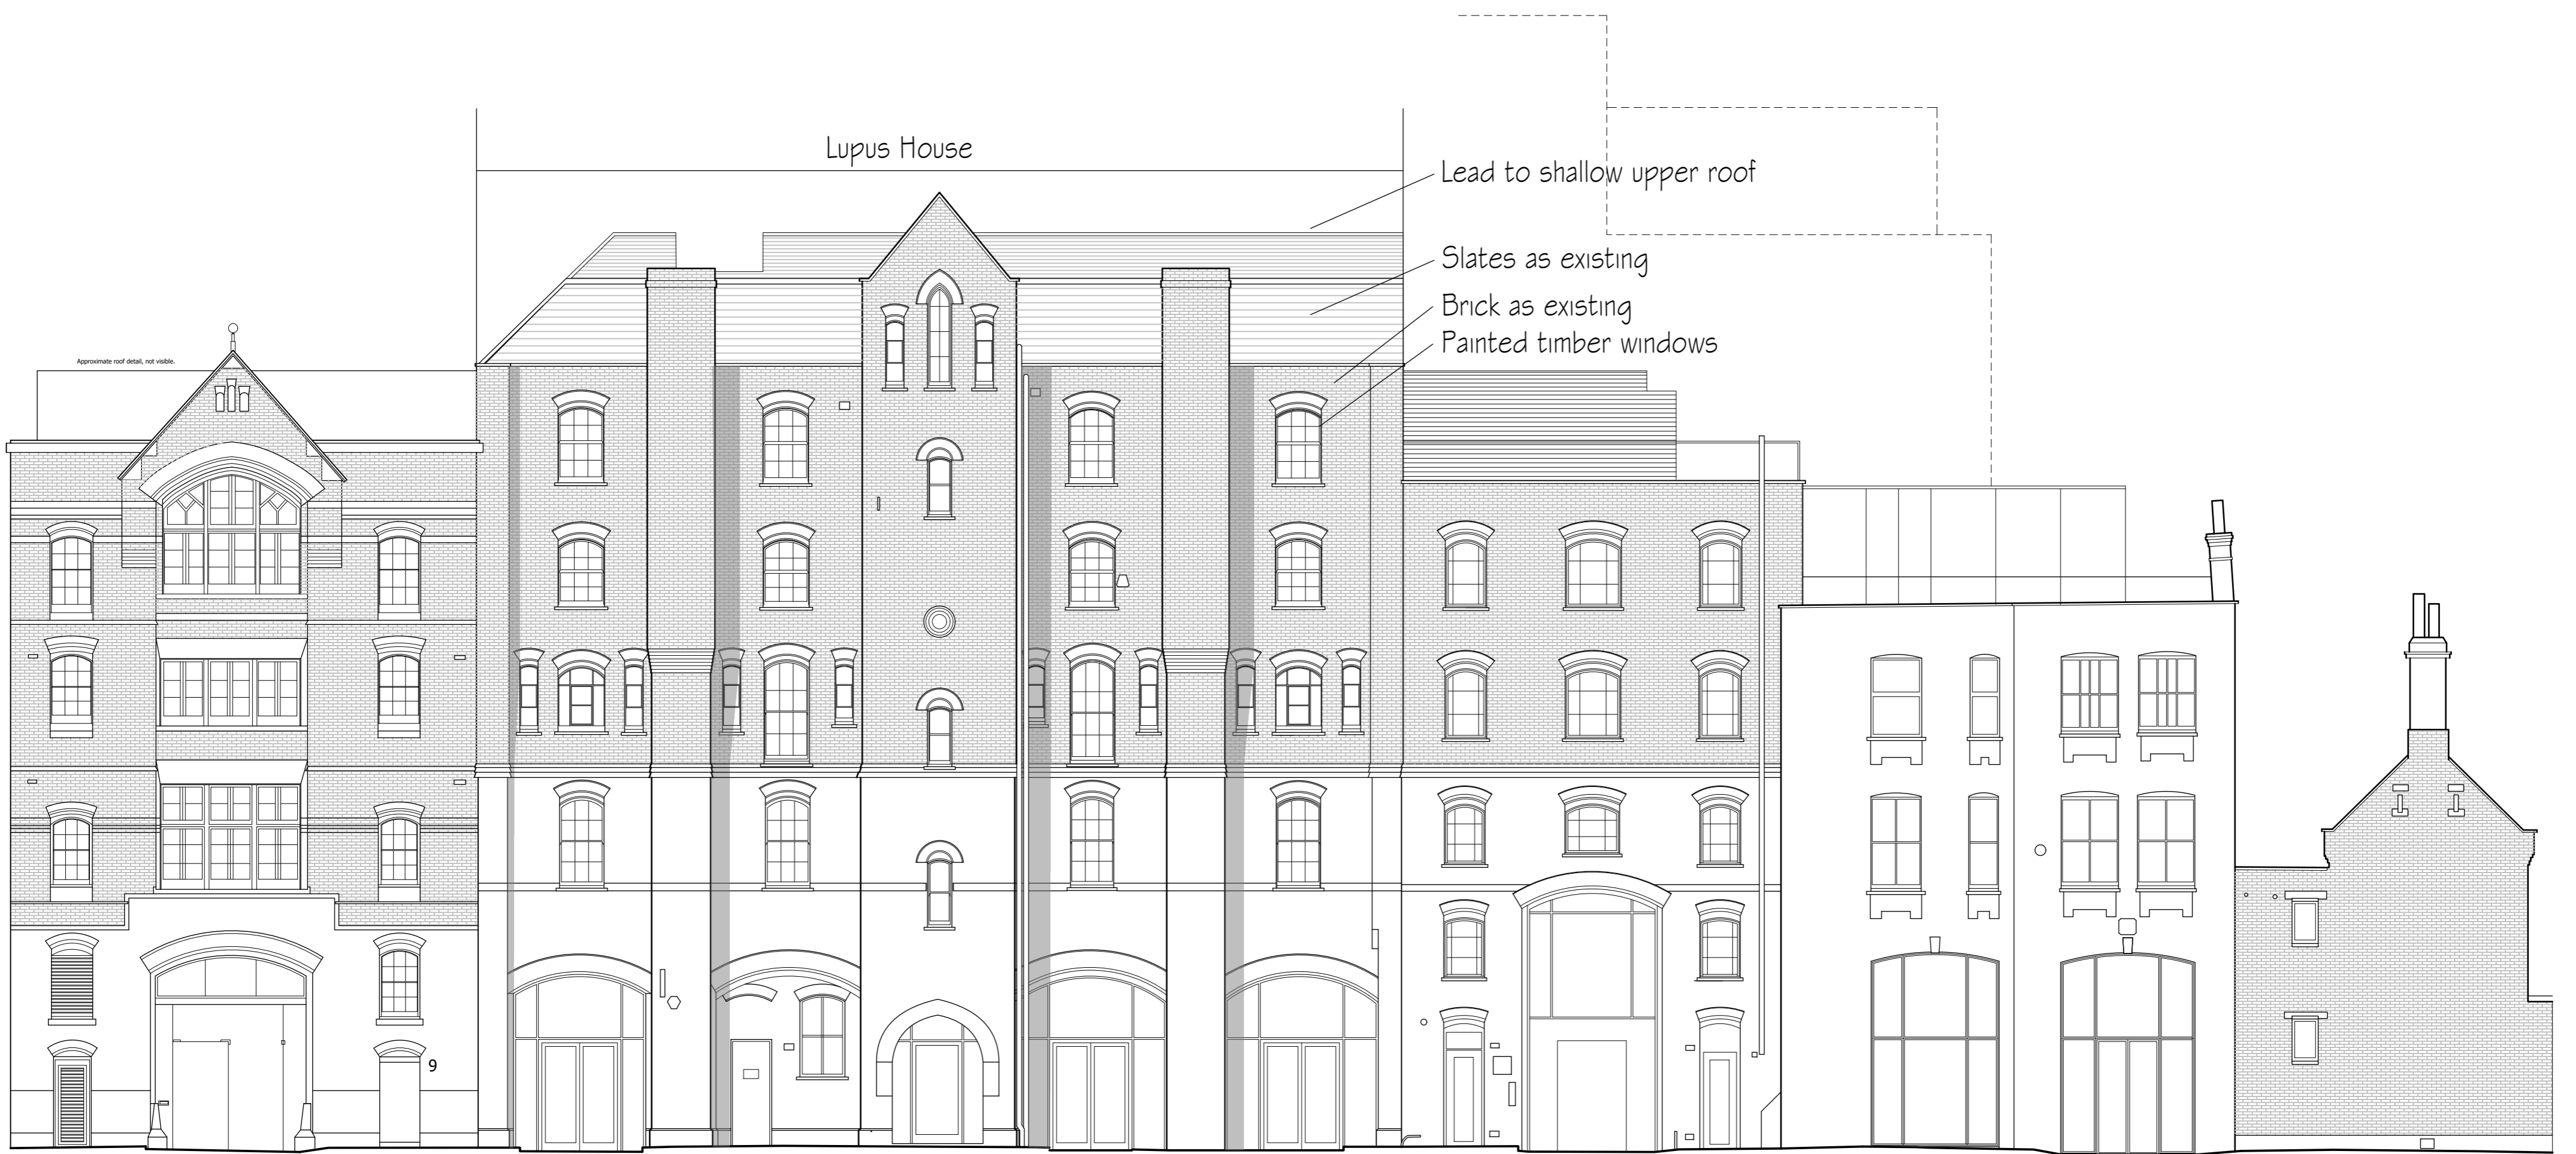 Lupus House
Lead to shallow upper roof
Slates as existing
Brick as existing
Painted timber windows
Approximate roof detail, not visible.
9